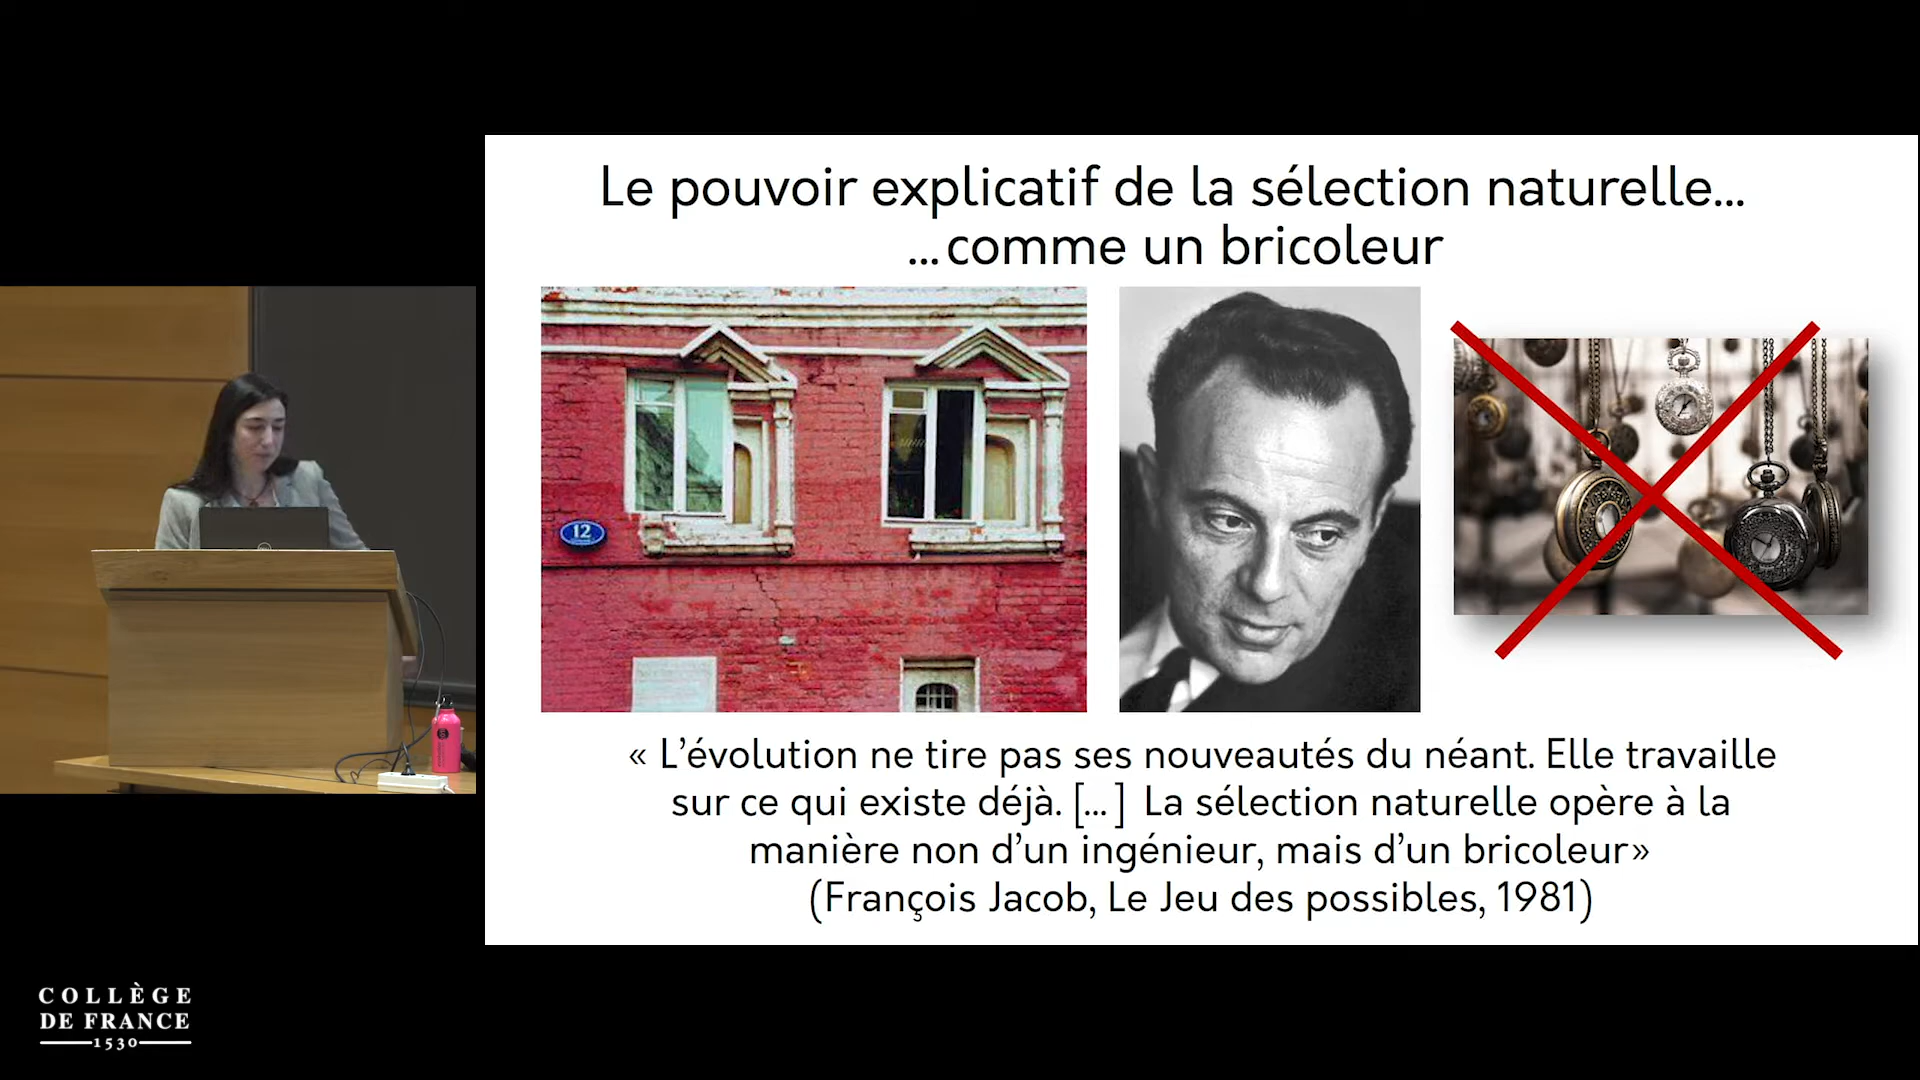 Le pouvoir explicatif de la sélection naturelle...
...comme un bricoleur
12
« L’évolution ne tire pas ses nouveautés du néant. Elle travaille
sur ce qui existe déjà. [...] La sélection naturelle opère à la
manière non d’un ingénieur, mais d’un bricoleur»
(François Jacob, Le Jeu des possibles, 1981)
COLLÈGE
DE FRANCE
1530